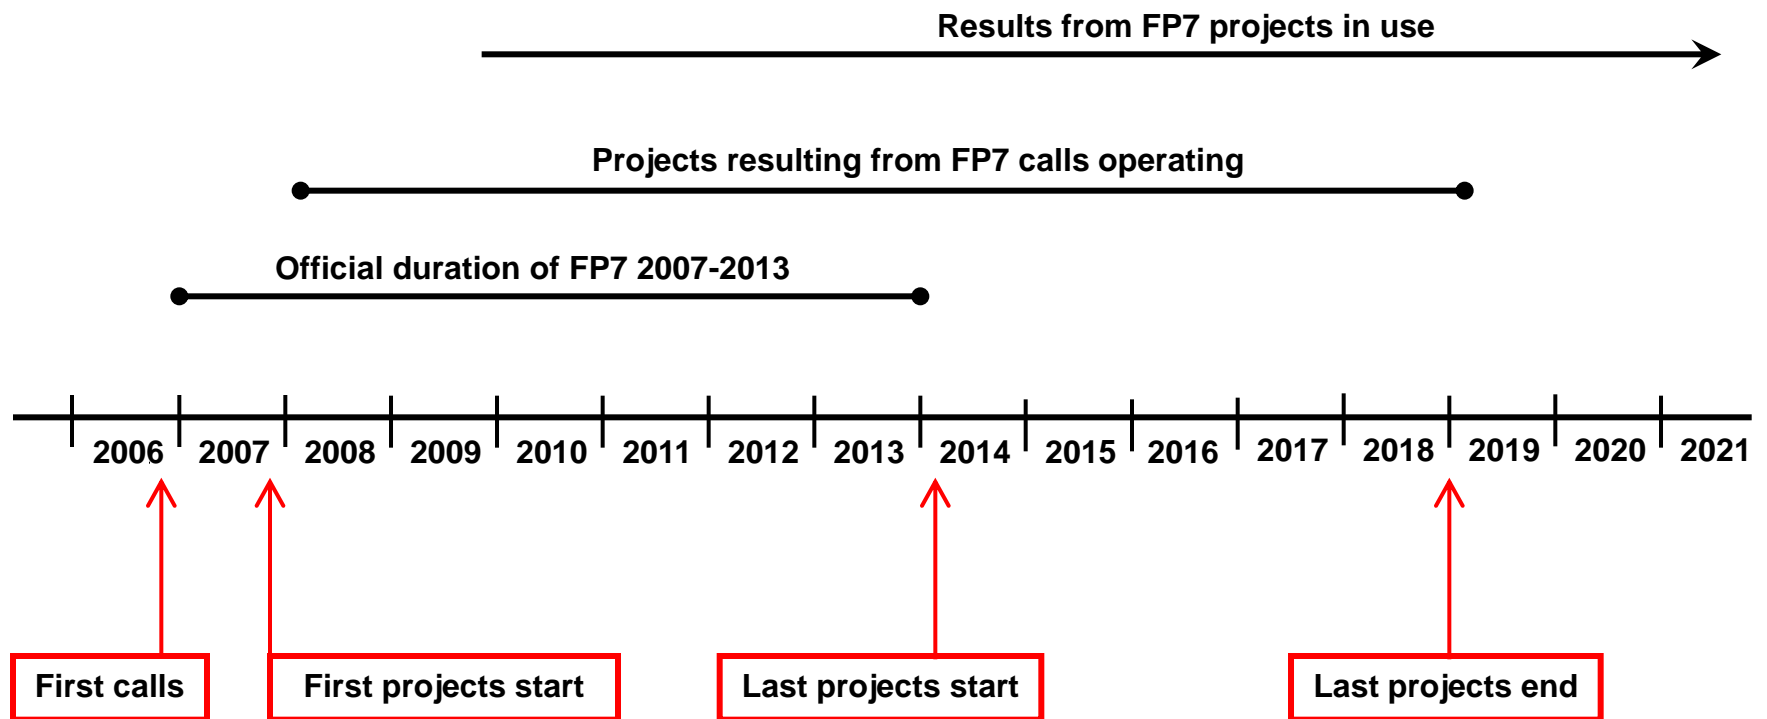 Results from FP7 projects in use
Projects resulting from FP7 calls operating
Official duration of FP7 2007-2013
2006 2007 2008 2009 2010 2011 2012 2013 2014 2015 2016 2017 2018 2019 2020 2021
First calls First projects start Last projects start Last projects end